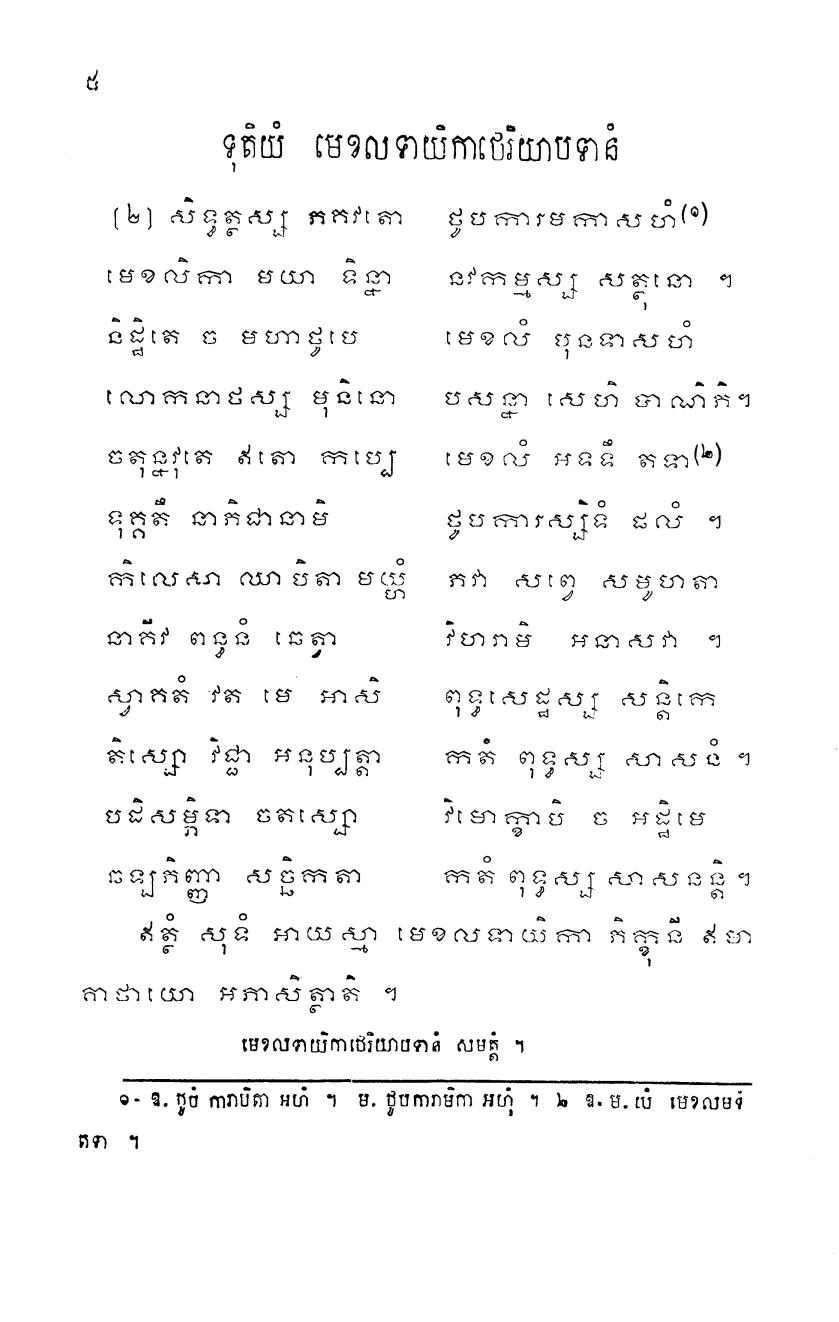 ៥
ទុតិយំ មេខលទាយិកាថេរិយាបទានំ
(២) សិទ្ធត្ថស្ស ភគវតោ ថូបការមកាសហំ(១)
មេខលិកា មយា ទិន្នា នវកម្មស្ស សត្ថុនោ ។
និដ្ឋិតេ ច មហាថូបេ មេខលំ បុនទាសហំ
លោកនាថស្ស មុនិនោ បសន្នា សេហិ បាណិភិ។
ចតុន្នវុតេ ឥតោ កប្បេ មេខលំ អទទឹ តទា(២)
ទុគ្គតឹ នាភិជានាមិ ថូបការស្សិទំ ផលំ ។
កិលេសា ឈាបិតា មយ្ហំ ភវា សព្វេ សមូហតា
នាគីវ ពន្ធនំ ឆេត្វា វិហរាមិ អនាសវា ។
ស្វាគតំ វត មេ អាសិ ពុទ្ធសេដ្ឋស្ស សន្តិកេ
តិស្សោ វិជ្ជា អនុប្បត្តា កតំ ពុទ្ធស្ស សាសនំ ។
បដិសម្ភិទា ចតស្សោ វិមោក្ខាបិ ច អដ្ឋិមេ
ឆឡភិញ្ញា សច្ឆិកតា កតំ ពុទ្ធស្ស សាសនន្តិ ។
ឥត្ថំ សុទំ អាយស្មា មេខលទាយិកា ភិក្ខុនី ឥមា
គាថាយោ អភាសិត្ថាតិ ។
មេខលទាយិកាថេរិយាបទានំ សមត្តំ ។
១- ឱ. ថូបំ ការាបិតា អហំ ។ ម. ថូបការាមិកា អហុំ ។ ២ ឱ. ម. យំ មេខលមទំ
តទា ។